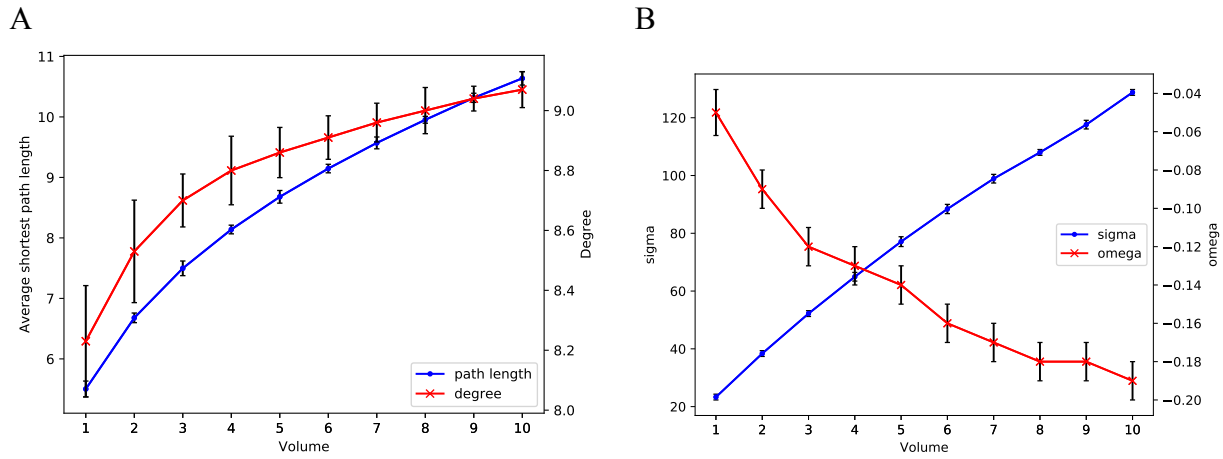 A
11
10
9
8
7
6
Average shortest path length
9.0
8.8
8.6
8.4
8.2
8.0
Degree
path length
degree
1 2 3 4 5 6 7 8 9 10
Volume
B
120
100
80
60
40
20
sigma
−0.04
−0.06
−0.08
−0.10
−0.12
−0.14
−0.16
−0.18
−0.20
omega
sigma
omega
1 2 3 4 5 6 7 8 9 10
Volume